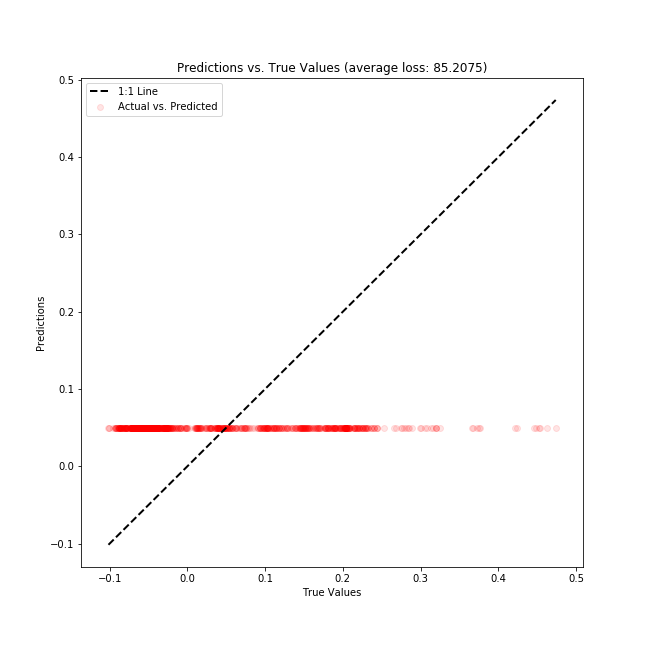 Predictions vs. True Values (average loss: 85.2075)
1:1 Line
Actual vs. Predicted
0.5
0.4
0.3
0.2
0.1
0.0
−0.1
Predictions
−0.1 0.0 0.1 0.2 0.3 0.4 0.5
True Values